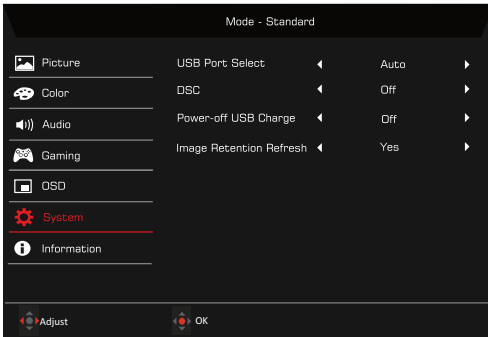 Mode - Standard
Picture
Color
Audio
Gaming
OSD
System
Information
USB Port Select Auto
DSC Off
Power-off USB Charge Off
Image Retention Refresh Yes
Adjust OK